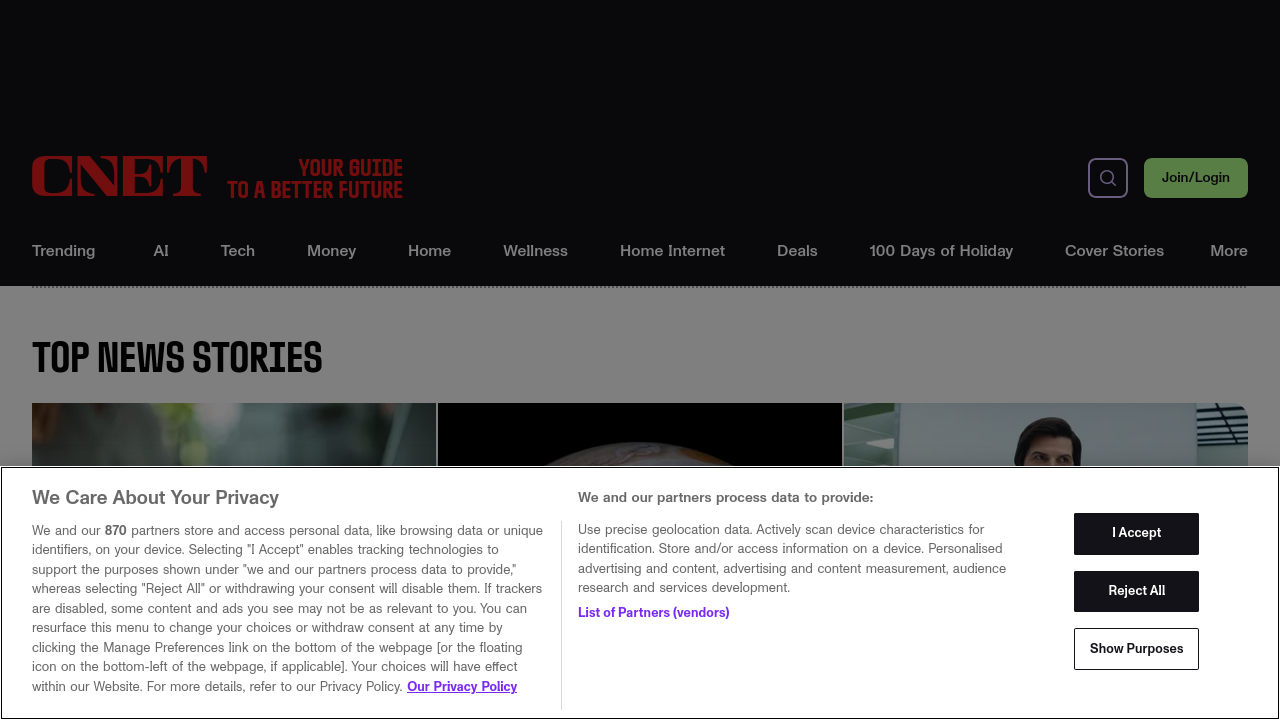 CNET
YOUR GUIDE
TO A BETTER FUTURE
Join/Login
Trending
AI
Tech
Money
Home
Wellness
Home Internet
Deals
100 Days of Holiday
Cover Stories
More
TOP NEWS STORIES
We Care About Your Privacy
We and our 870 partners store and access personal data, like browsing data or unique
identifiers, on your device. Selecting "I Accept" enables tracking technologies to
support the purposes shown under "we and our partners process data to provide,"
whereas selecting "Reject All" or withdrawing your consent will disable them. If trackers
are disabled, some content and ads you see may not be as relevant to you. You can
resurface this menu to change your choices or withdraw consent at any time by
clicking the Manage Preferences link on the bottom of the webpage [or the floating
icon on the bottom-left of the webpage, if applicable]. Your choices will have effect
within our Website. For more details, refer to our Privacy Policy. Our Privacy Policy
We and our partners process data to provide:
Use precise geolocation data. Actively scan device characteristics for
identification. Store and/or access information on a device. Personalised
advertising and content, advertising and content measurement, audience
research and services development.
List of Partners (vendors)
I Accept
Reject All
Show Purposes